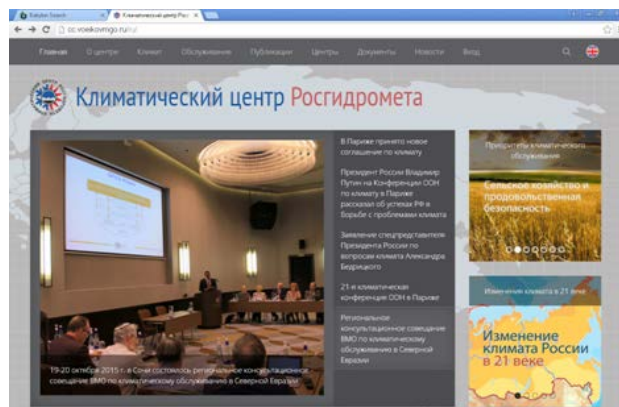 Babylon Search
Климатический центр Рос
cc.voeikovmgo.ru/ru/
Главная О центре Климат Обслуживание Публикации Центры Документы Новости Вход
Климатический центр Росгидромета
В Париже принято новое
соглашение по климату
Президент России Владимир
Путин на Конференции ООН
по климату в Париже
рассказал об успехах РФ в
борьбе с проблемами климата
Заявление спецпредставителя
Президента России по
вопросам климата Александра
Бедрицкого
21-я климатическая
конференция ООН в Париже
Региональное
консультационное совещание
ВМО по климатическому
обслуживанию в Северной
Евразии
19-20 октября 2015 г. в Сочи состоялось региональное консультационное
совещание ВМО по климатическому обслуживанию в Северной Евразии
Приоритеты климатического
обслуживания
Сельское хозяйство и
продовольственная
безопасность
Изменения климата в 21 веке
Изменение
климата России
в 21 веке